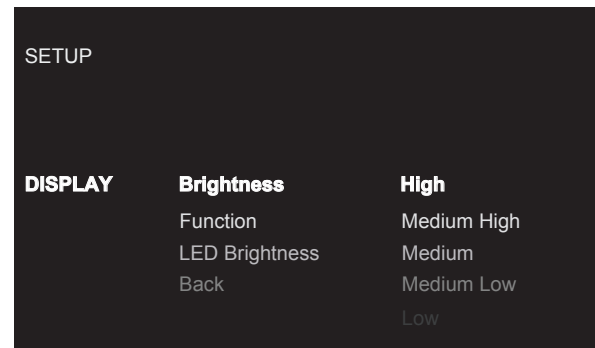 SETUP
DISPLAY Brightness High
Function Medium High
LED Brightness Medium
Back Medium Low
Low